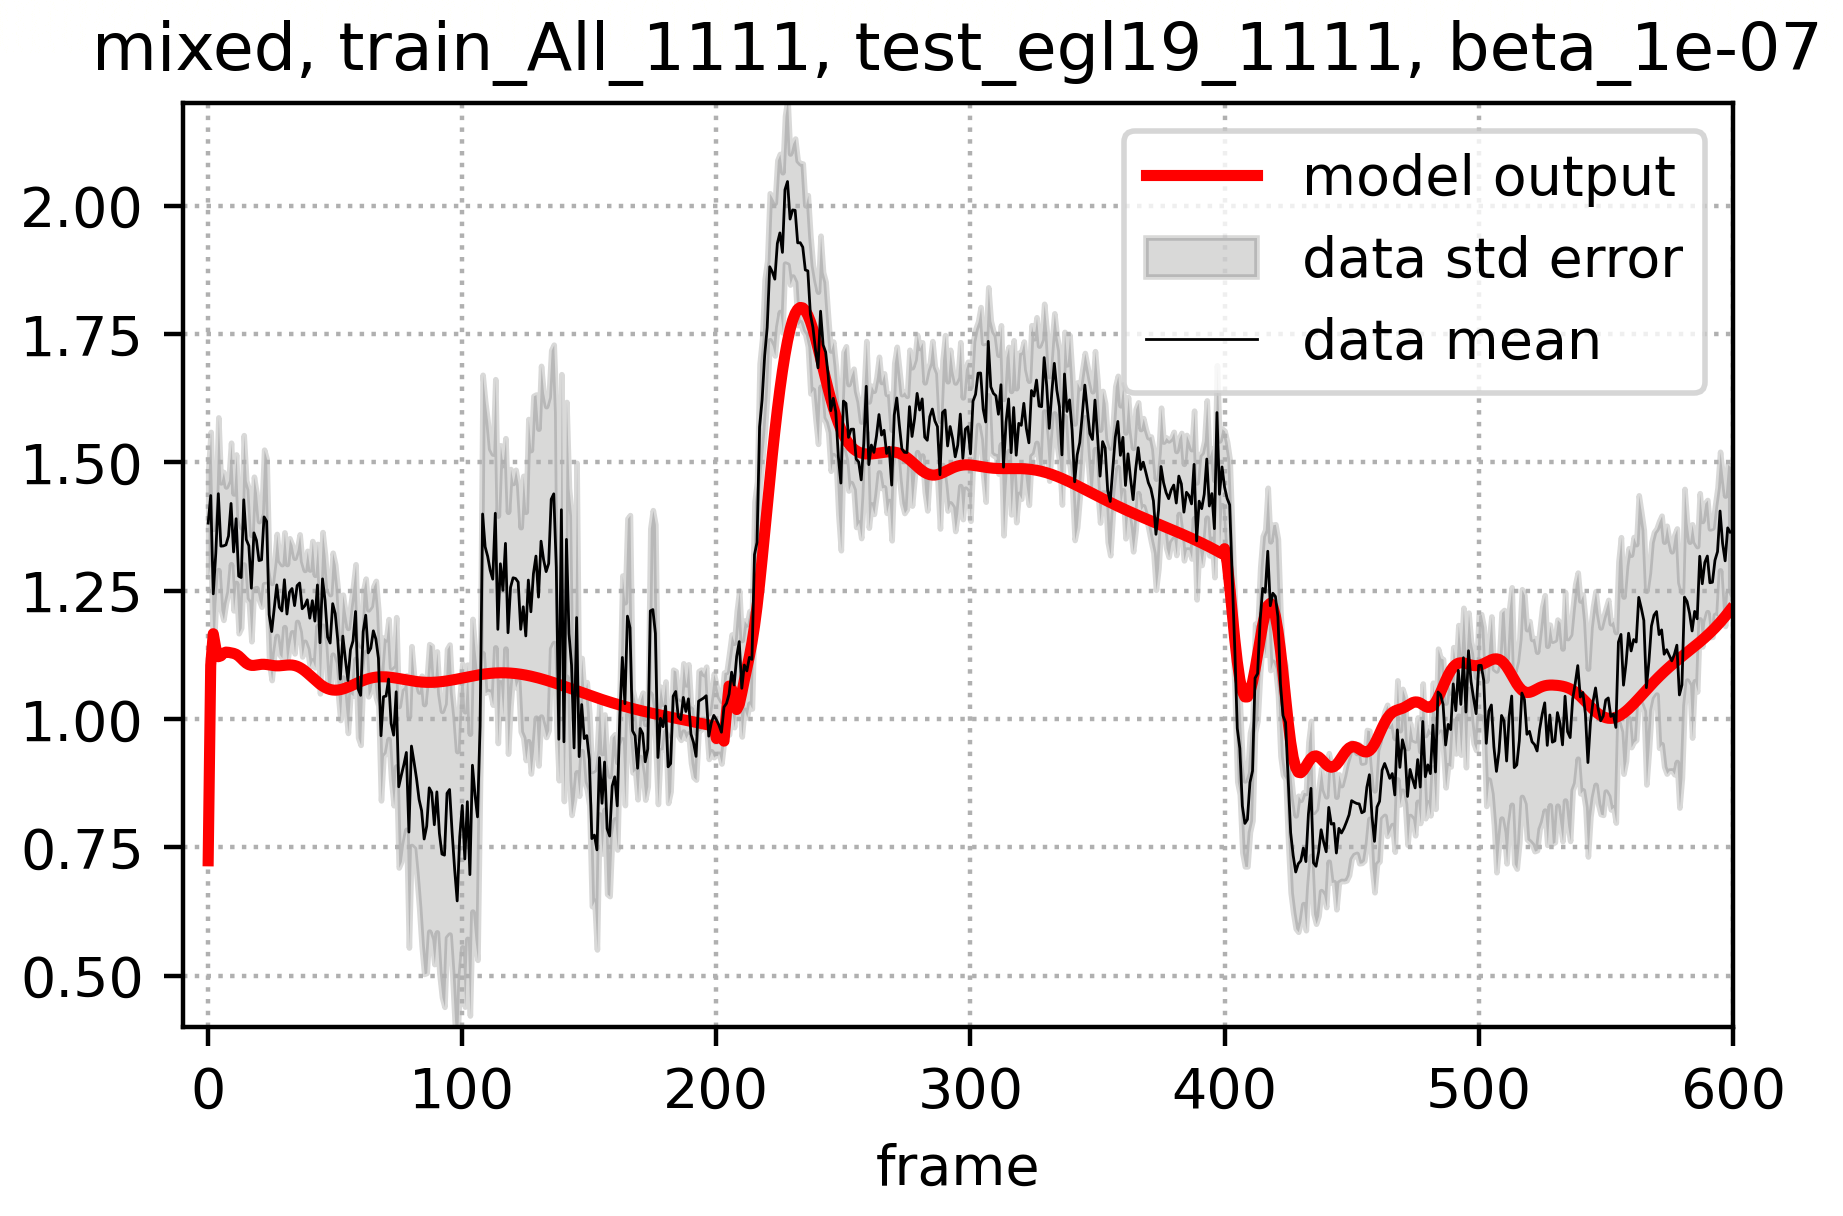 mixed, train_All_1111, test_egl19_1111, beta_1e-07
model output
data std error
data mean
2.00
1.75
1.50
1.25
1.00
0.75
0.50
0 100 200 300 400 500 600
frame